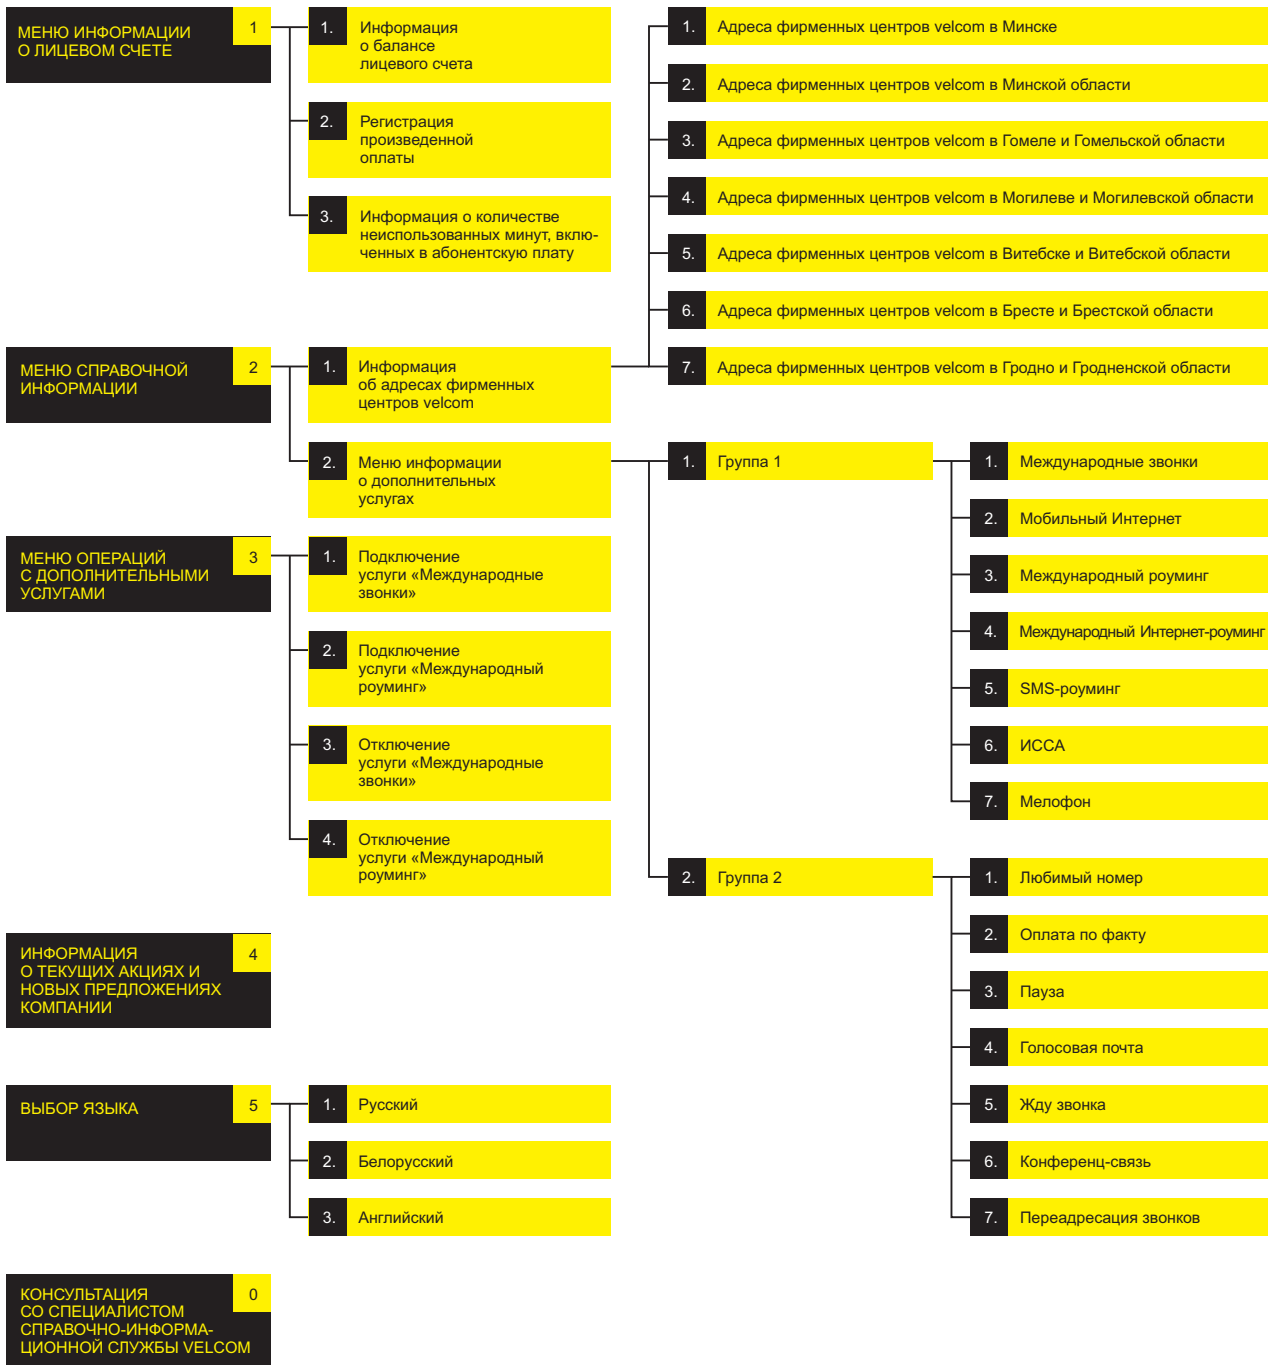 МЕНЮ ИНФОРМАЦИИ
О ЛИЦЕВОМ СЧЕТЕ
1
1.
Информация
о балансе
лицевого счета
2.
Регистрация
произведенной
оплаты
3.
Информация о количестве
неиспользованных минут, вклю-
ченных в абонентскую плату
МЕНЮ СПРАВОЧНОЙ
ИНФОРМАЦИИ
2
1.
Информация
об адресах фирменных
центров velcom
1.
Адреса фирменных центров velcom в Минске
2.
Адреса фирменных центров velcom в Минской области
3.
Адреса фирменных центров velcom в Гомеле и Гомельской области
4.
Адреса фирменных центров velcom в Могилеве и Могилевской области
5.
Адреса фирменных центров velcom в Витебске и Витебской области
6.
Адреса фирменных центров velcom в Бресте и Брестской области
7.
Адреса фирменных центров velcom в Гродно и Гродненской области
2.
Меню информации
о дополнительных
услугах
1.
Группа 1
1.
Международные звонки
2.
Мобильный Интернет
3.
Международный роуминг
4.
Международный Интернет-роуминг
5.
SMS-роуминг
6.
ИССА
7.
Мелофон
2.
Группа 2
1.
Любимый номер
2.
Оплата по факту
3.
Пауза
4.
Голосовая почта
5.
Жду звонка
6.
Конференц-связь
7.
Переадресация звонков
МЕНЮ ОПЕРАЦИЙ
С ДОПОЛНИТЕЛЬНЫМИ
УСЛУГАМИ
3
1.
Подключение
услуги «Международные
звонки»
2.
Подключение
услуги «Международный
роуминг»
3.
Отключение
услуги «Международные
звонки»
4.
Отключение
услуги «Международный
роуминг»
ИНФОРМАЦИЯ
О ТЕКУЩИХ АКЦИЯХ И
НОВЫХ ПРЕДЛОЖЕНИЯХ
КОМПАНИИ
4
ВЫБОР ЯЗЫКА
5
1.
Русский
2.
Белорусский
3.
Английский
КОНСУЛЬТАЦИЯ
СО СПЕЦИАЛИСТОМ
СПРАВОЧНО-ИНФОРМА-
ЦИОННОЙ СЛУЖБЫ VELCOM
0